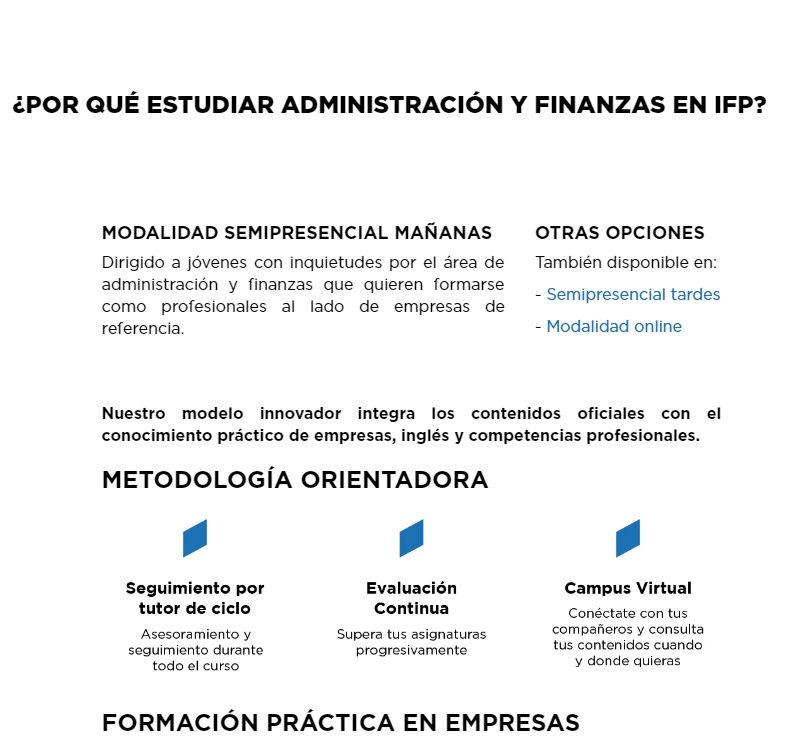 ¿POR QUÉ ESTUDIAR ADMINISTRACIÓN Y FINANZAS EN IFP?
MODALIDAD SEMIPRESENCIAL MAÑANAS
Dirigido a jóvenes con inquietudes por el área de
administración y finanzas que quieren formarse
como profesionales al lado de empresas de
referencia.
OTRAS OPCIONES
También disponible en:
- Semipresencial tardes
- Modalidad online
Nuestro modelo innovador integra los contenidos oficiales con el
conocimiento práctico de empresas, inglés y competencias profesionales.
METODOLOGÍA ORIENTADORA
Seguimiento por
tutor de ciclo
Asesoramiento y
seguimiento durante
todo el curso
Evaluación
Continua
Supera tus asignaturas
progresivamente
Campus Virtual
Conéctate con tus
compañeros y consulta
tus contenidos cuando
y donde quieras
FORMACIÓN PRÁCTICA EN EMPRESAS